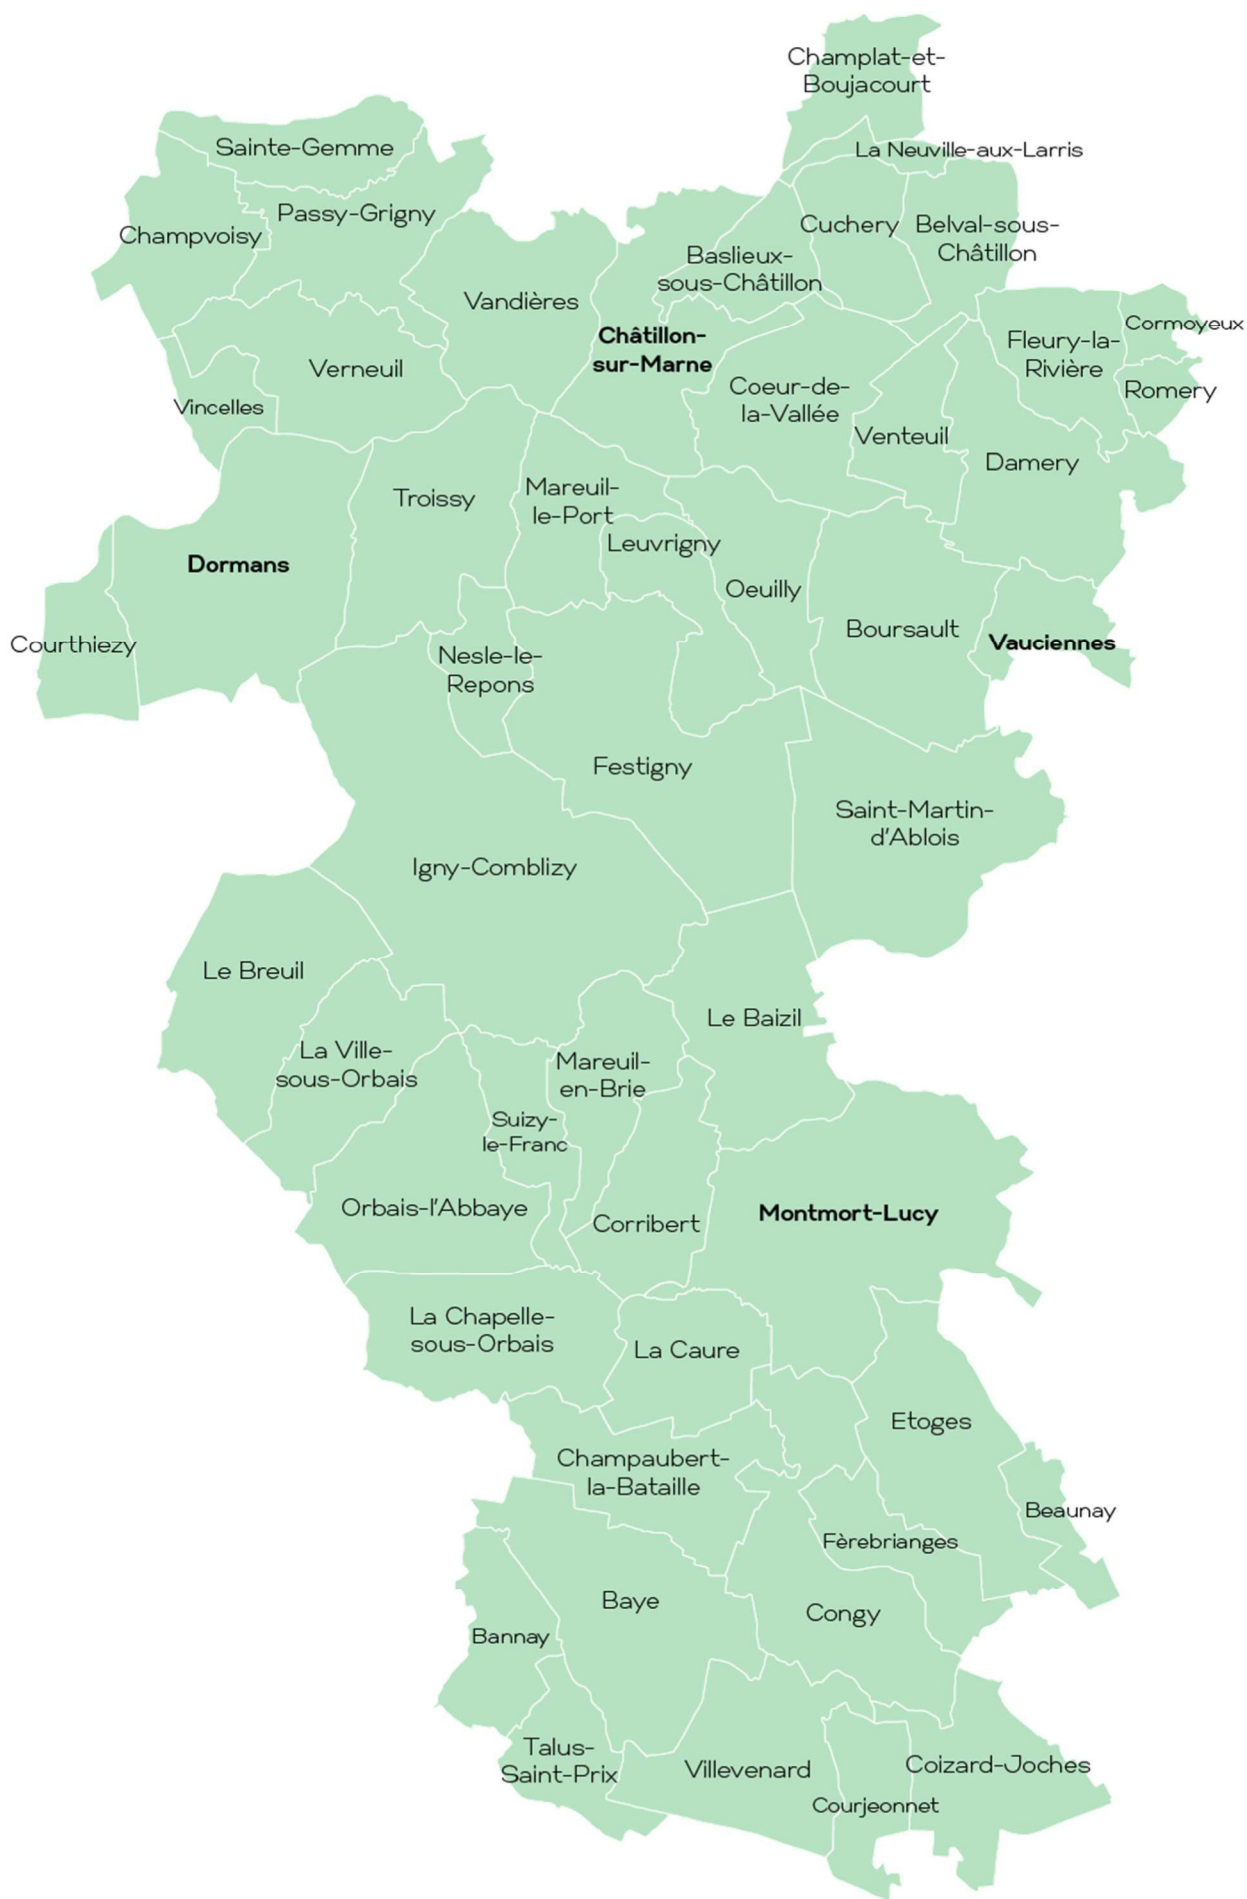 Champlat-et-
Boujacourt
Sainte-Gemme
La Neuville-aux-Larris
Passy-Grigny
Champvoisy
Cuchery
Belval-sous-
Châtillon
Baslieux-
sous-Châtillon
Vandières
Châtillon-
sur-Marne
Cormoyeux
Fleury-la-
Rivière
Verneuil
Coeur-de-
la-Vallée
Romery
Vincelles
Venteuil
Damery
Troissy
Mareuil-
le-Port
Leuvrigny
Dormans
Oeuilly
Boursault
Vauciennes
Courthiezy
Nesle-le-
Repons
Festigny
Saint-Martin-
d'Ablois
Igny-Comblizy
Le Breuil
Le Baizil
La Ville-
sous-Orbais
Mareuil-
en-Brie
Suizy-
le-Franc
Orbais-l'Abbaye
Corribert
Montmort-Lucy
La Chapelle-
sous-Orbais
La Caure
Etoges
Champaubert-
la-Bataille
Beaunay
Fèrebrianges
Baye
Congy
Bannay
Talus-
Saint-Prix
Villevenard
Coizard-Joches
Courjeonnet